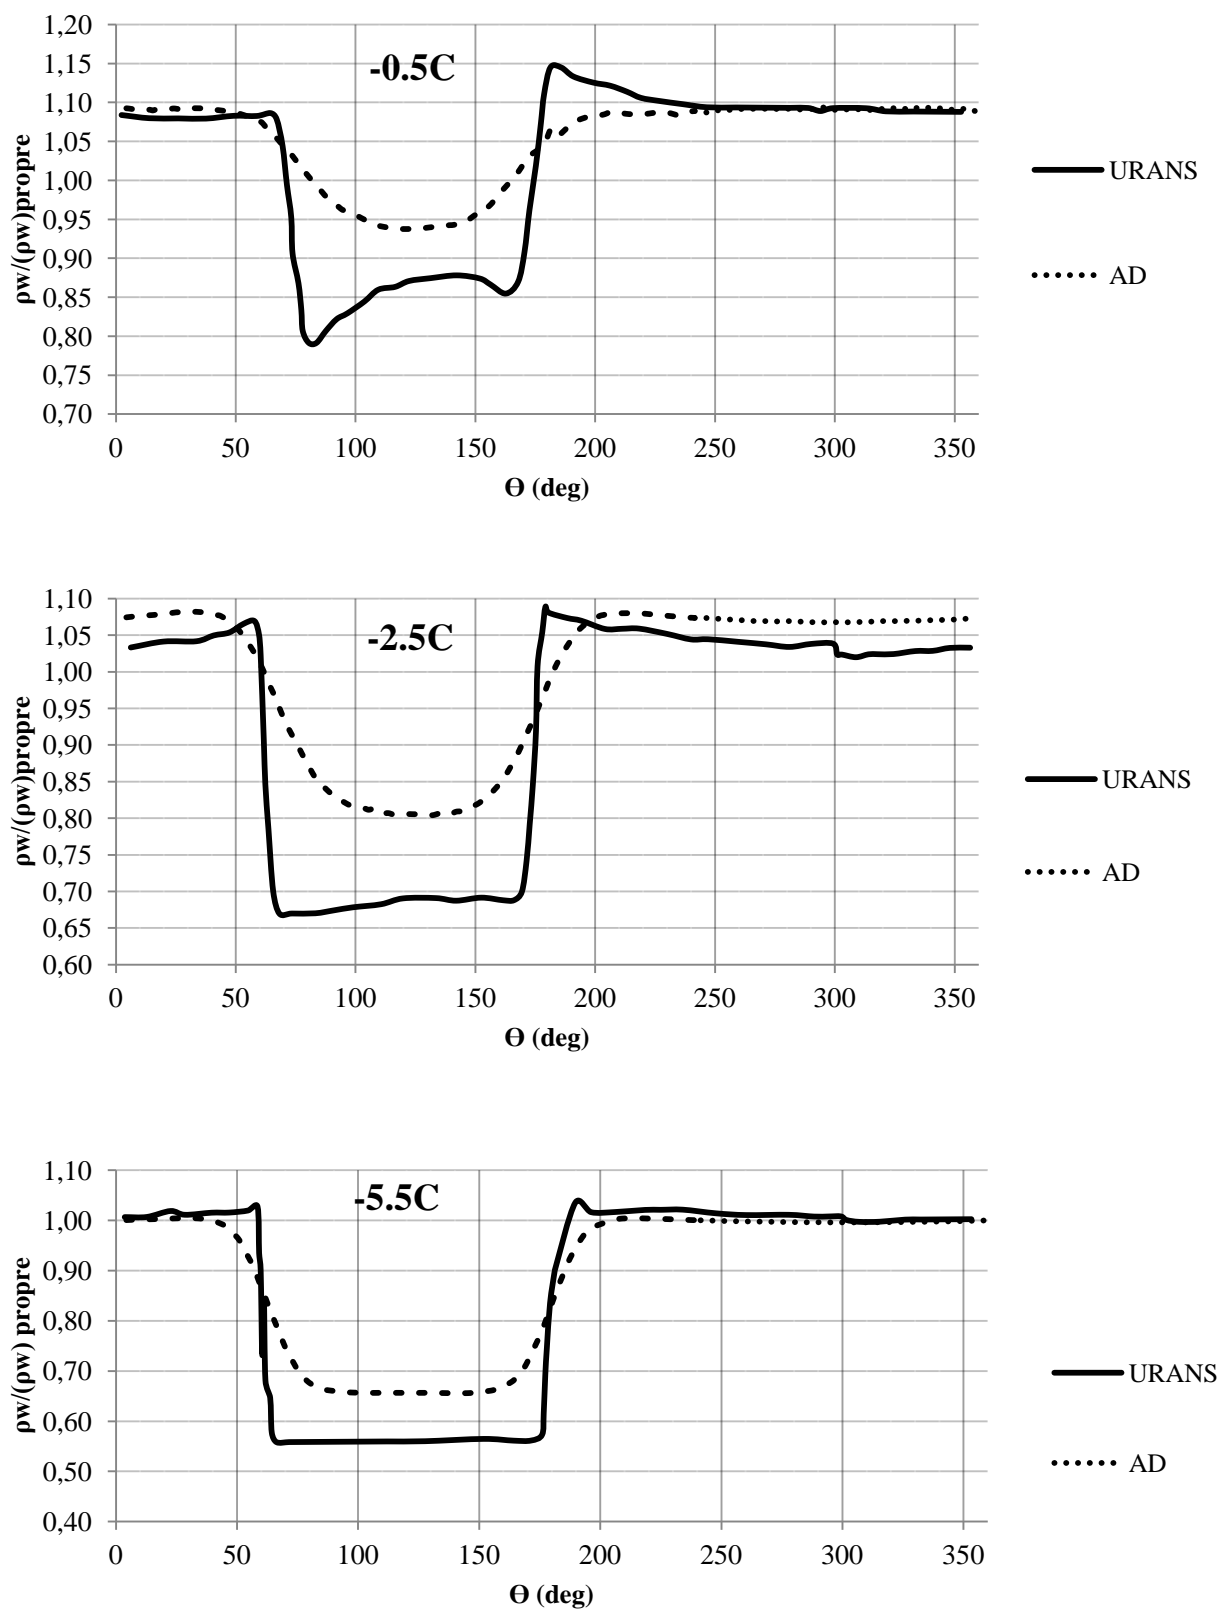 1,20
1,15
1,10
1,05
1,00
0,95
0,90
0,85
0,80
0,75
0,70
ρw/(ρw)propre
-0.5C
0 50 100 150 200 250 300 350
ϴ (deg)
URANS
AD
1,10
1,05
1,00
0,95
0,90
0,85
0,80
0,75
0,70
0,65
0,60
ρw/(ρw)propre
-2.5C
0 50 100 150 200 250 300 350
ϴ (deg)
URANS
AD
1,10
1,00
0,90
0,80
0,70
0,60
0,50
0,40
ρw/(ρw) propre
-5.5C
0 50 100 150 200 250 300 350
ϴ (deg)
URANS
AD